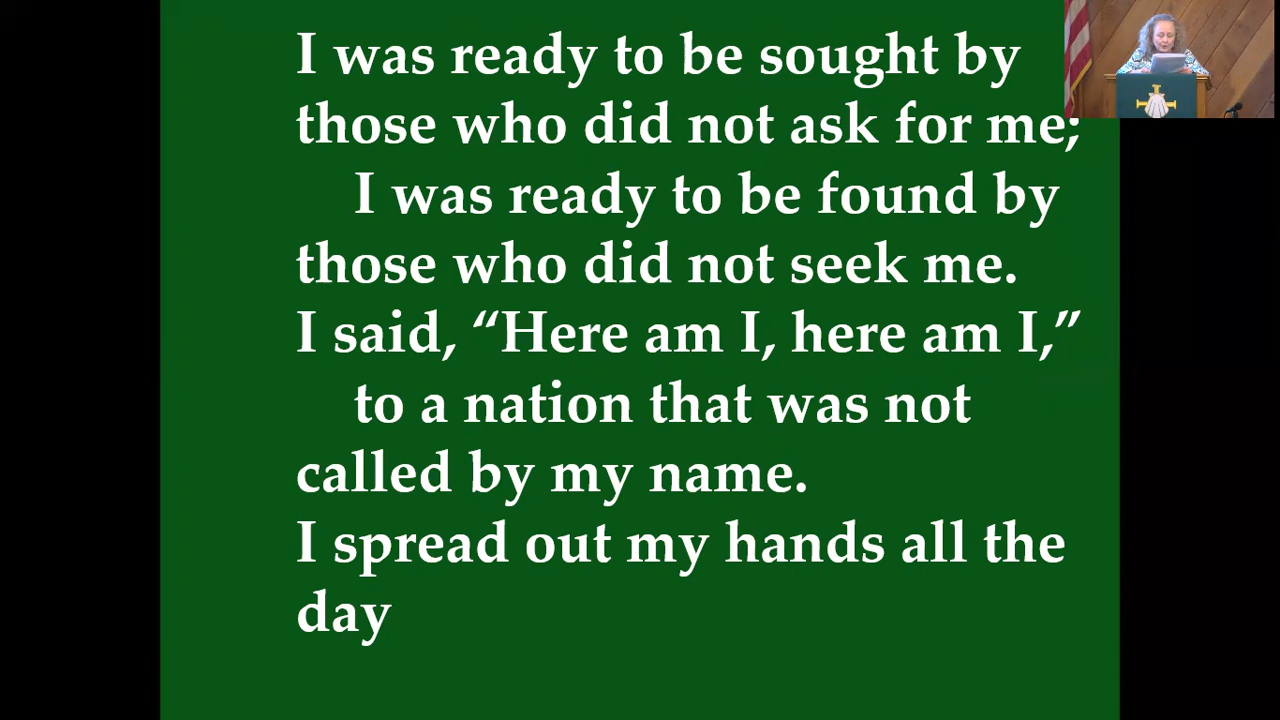 I was ready to be sought by
those who did not ask for me;
I was ready to be found by
those who did not seek me.
I said, “Here am I, here am I,”
to a nation that was not
called by my name.
I spread out my hands all the
day